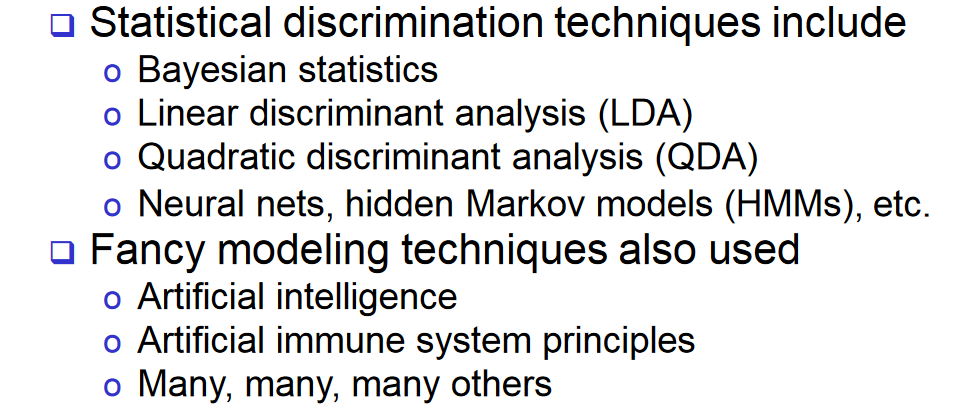 Statistical discrimination techniques include
Bayesian statistics
Linear discriminant analysis (LDA)
Quadratic discriminant analysis (QDA)
Neural nets, hidden Markov models (HMMs), etc.
Fancy modeling techniques also used
Artificial intelligence
Artificial immune system principles
Many, many, many others